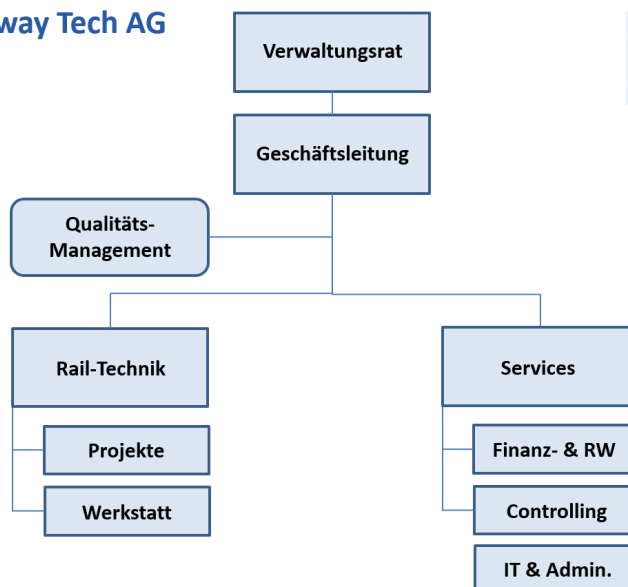 way Tech AG
Verwaltungsrat
Geschäftsleitung
Qualitäts-
Management
Rail-Technik
Services
Projekte
Finanz- & RW
Werkstatt
Controlling
IT & Admin.